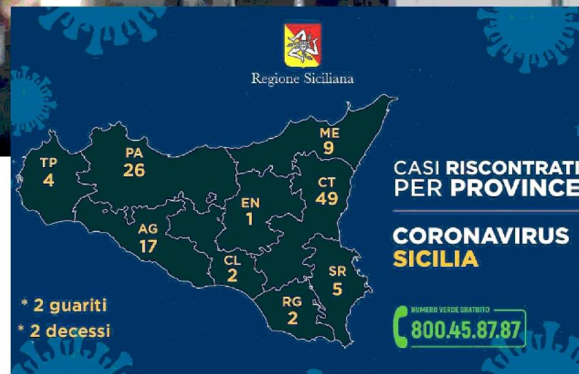 Regione Siciliana
TP
4
PA
26
ME
9
CT
49
EN
1
AG
17
CL
2
SR
5
RG
2
CASI RISCONTRATI
PER PROVINCE
CORONAVIRUS
SICILIA
* 2 guariti
* 2 decessi
NUMERO VERDE GRATUITO
800.45.87.87